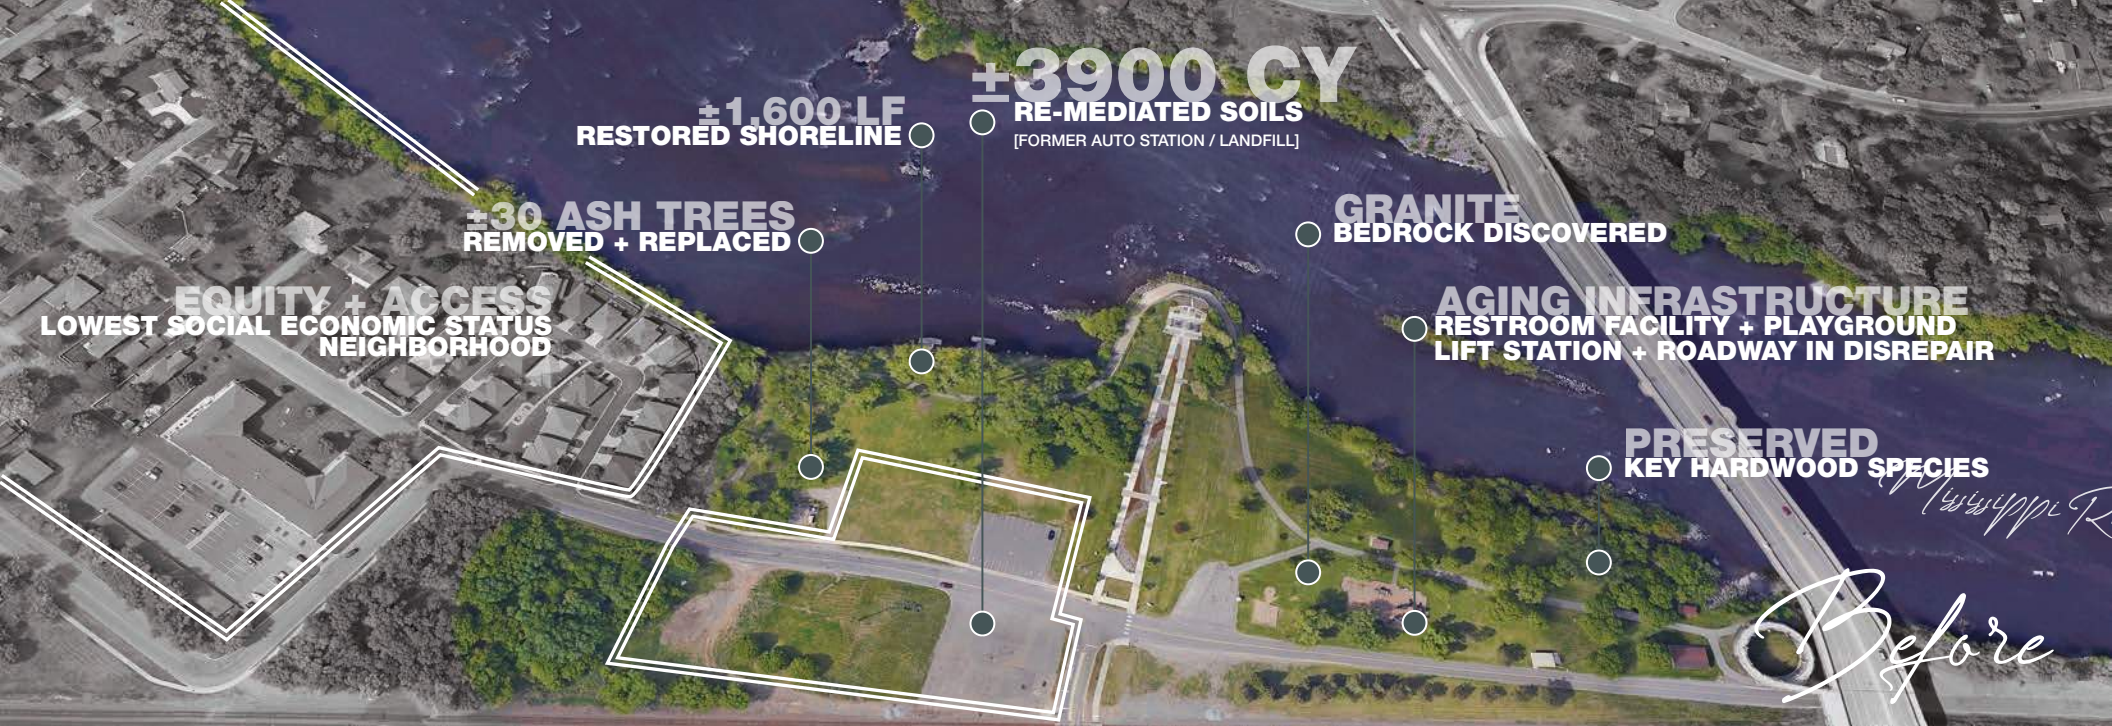 ±3900 CY
RE-MEDIATED SOILS
[FORMER AUTO STATION / LANDFILL]
±1,600 LF
RESTORED SHORELINE
±30 ASH TREES
REMOVED + REPLACED
GRANITE
BEDROCK DISCOVERED
EQUITY + ACCESS
LOWEST SOCIAL ECONOMIC STATUS
NEIGHBORHOOD
AGING INFRASTRUCTURE
RESTROOM FACILITY + PLAYGROUND
LIFT STATION + ROADWAY IN DISREPAIR
PRESERVED
KEY HARDWOOD SPECIES
Mississippi
Before